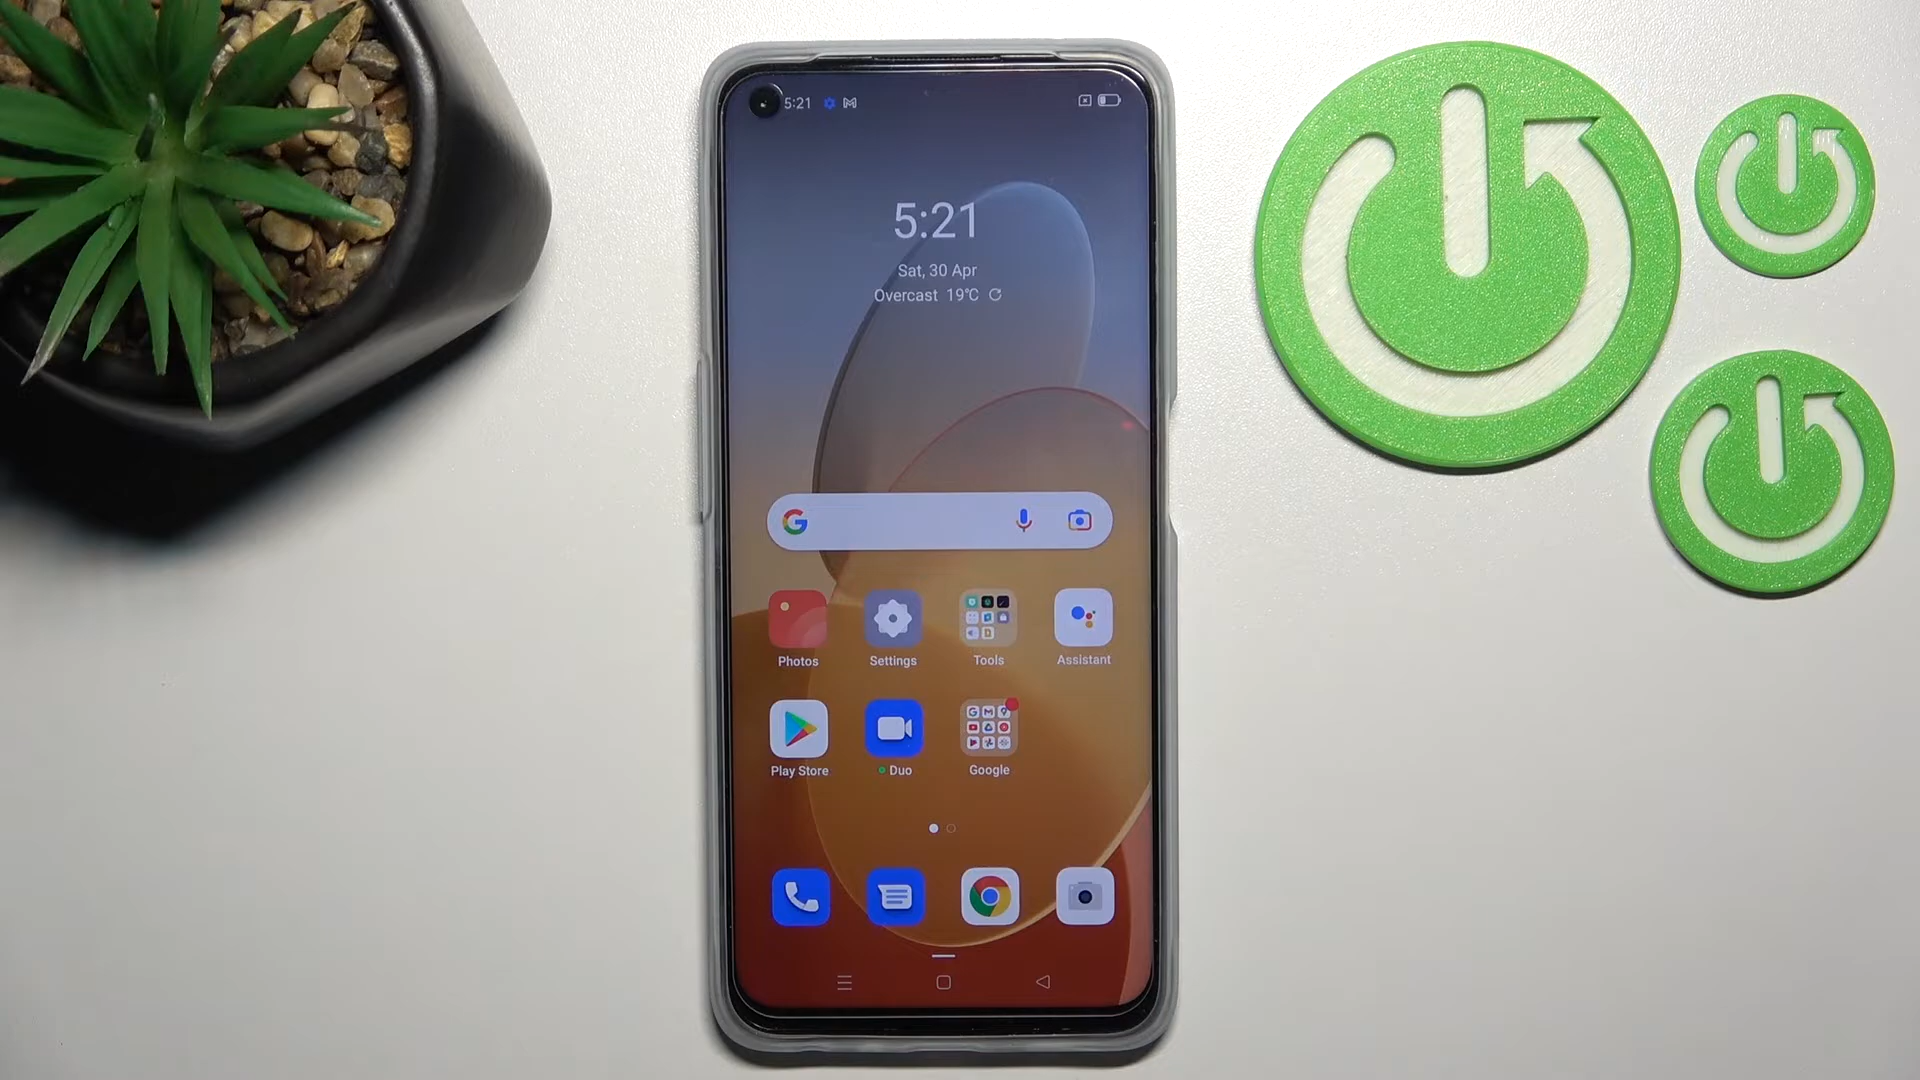 5:21
5:21
Sat, 30 Apr
Overcast 19℃
Photos
Settings
Tools
Assistant
Play Store
Duo
Google